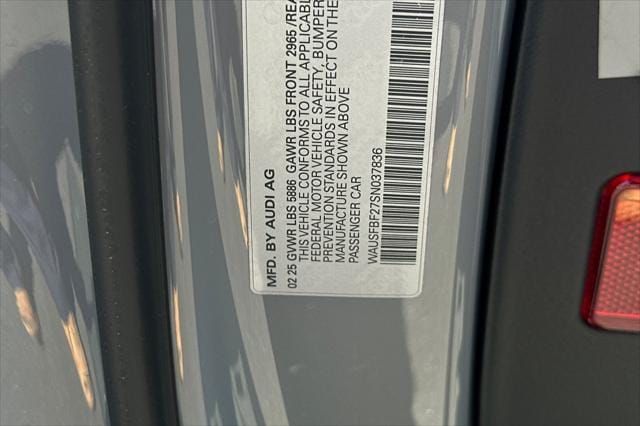 MFD. BY AUDI AG
02 25 GVWR LBS 5886 GAWR LBS FRONT 2965 /REA
THIS VEHICLE CONFORMS TO ALL APPLICABL
FEDERAL MOTOR VEHICLE SAFETY, BUMPER
PREVENTION STANDARDS IN EFFECT ON THE
MANUFACTURE SHOWN ABOVE
PASSENGER CAR
WAUSFBF27SN037836